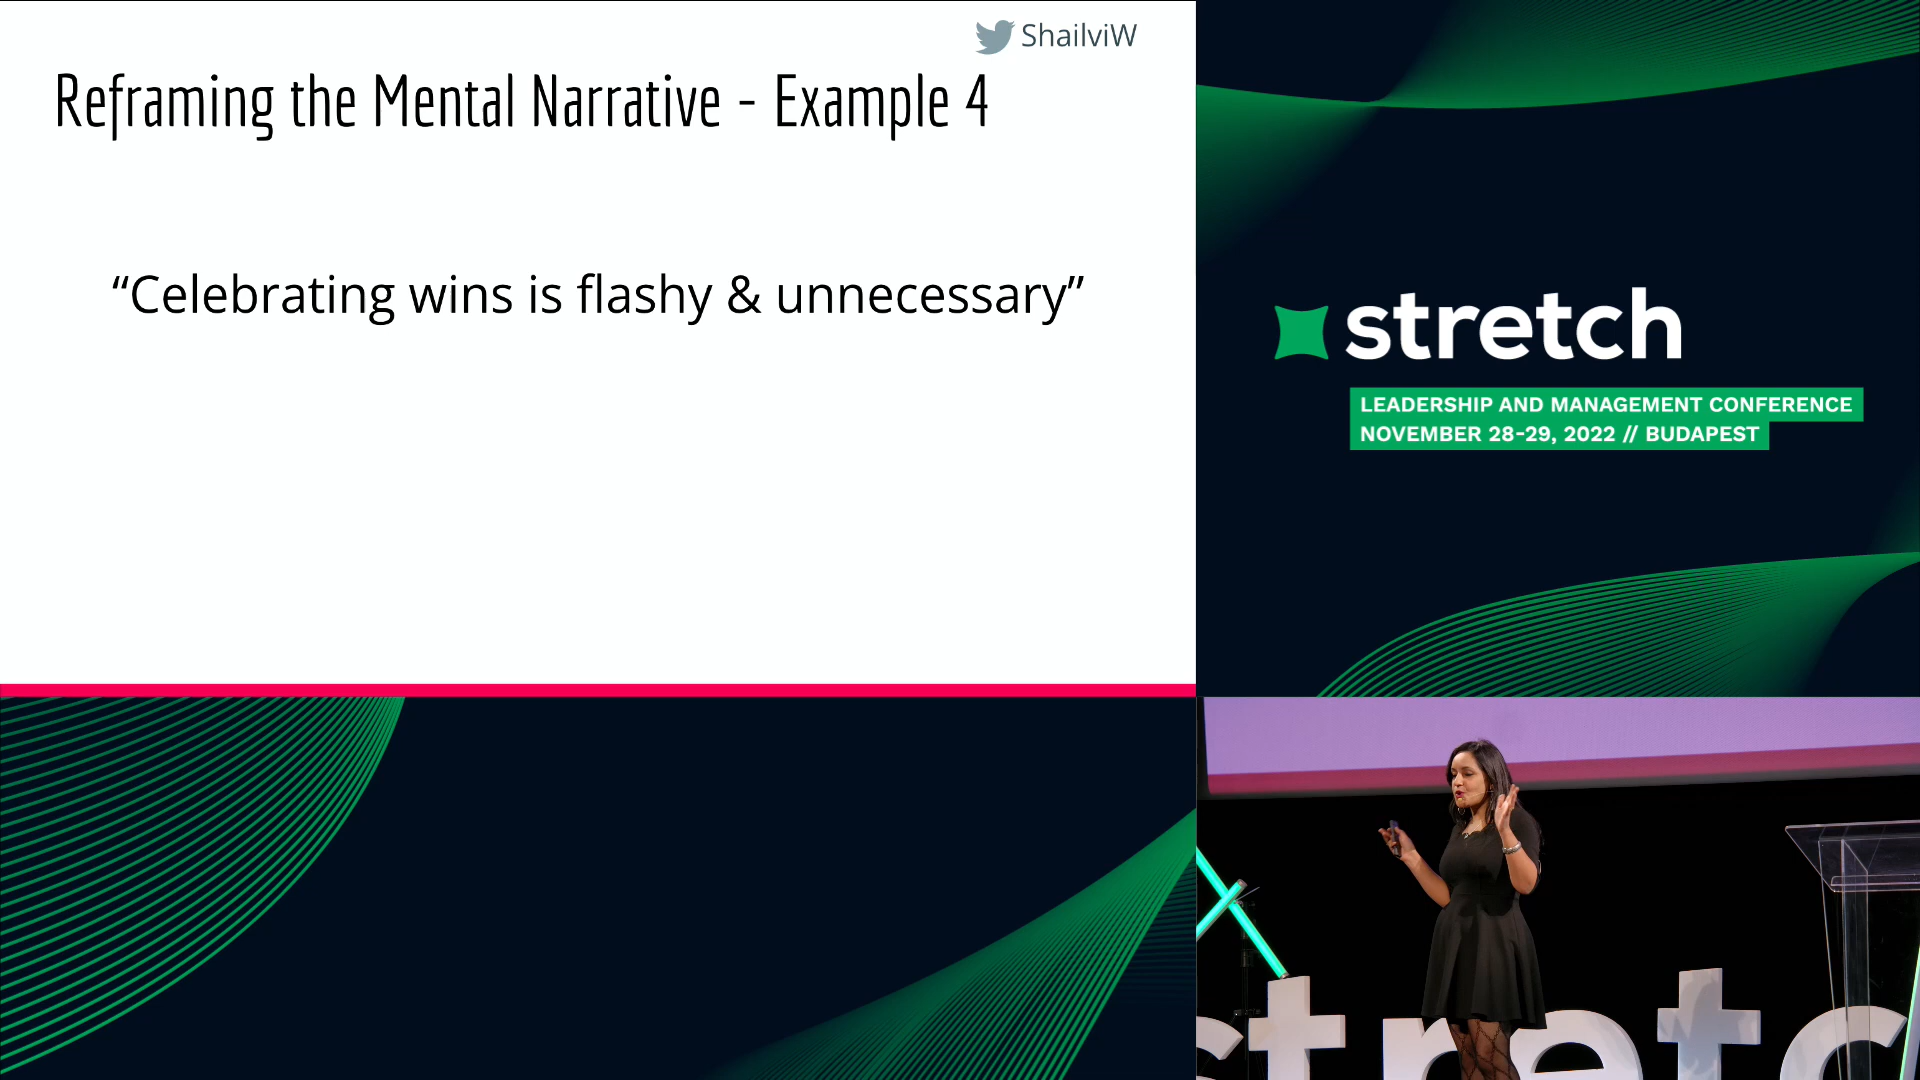 ShailviW
Reframing the Mental Narrative - Example 4
“Celebrating wins is flashy & unnecessary”
stretch
LEADERSHIP AND MANAGEMENT CONFERENCE
NOVEMBER 28-29, 2022 // BUDAPEST
stretc